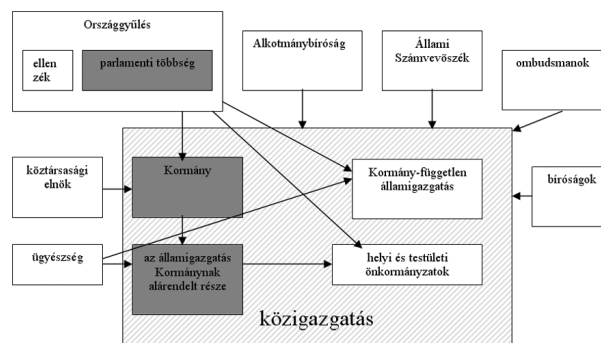 Országgyűlés
ellen
zék
parlamenti többség
Alkotmánybíróság
Állami
Számvevőszék
ombudsmanok
köztársasági
elnök
Kormány
Kormány-független
államigazgatás
bíróságok
ügyészség
az államigazgatás
Kormánynak
alárendelt része
helyi és testületi
önkormányzatok
közigazgatás